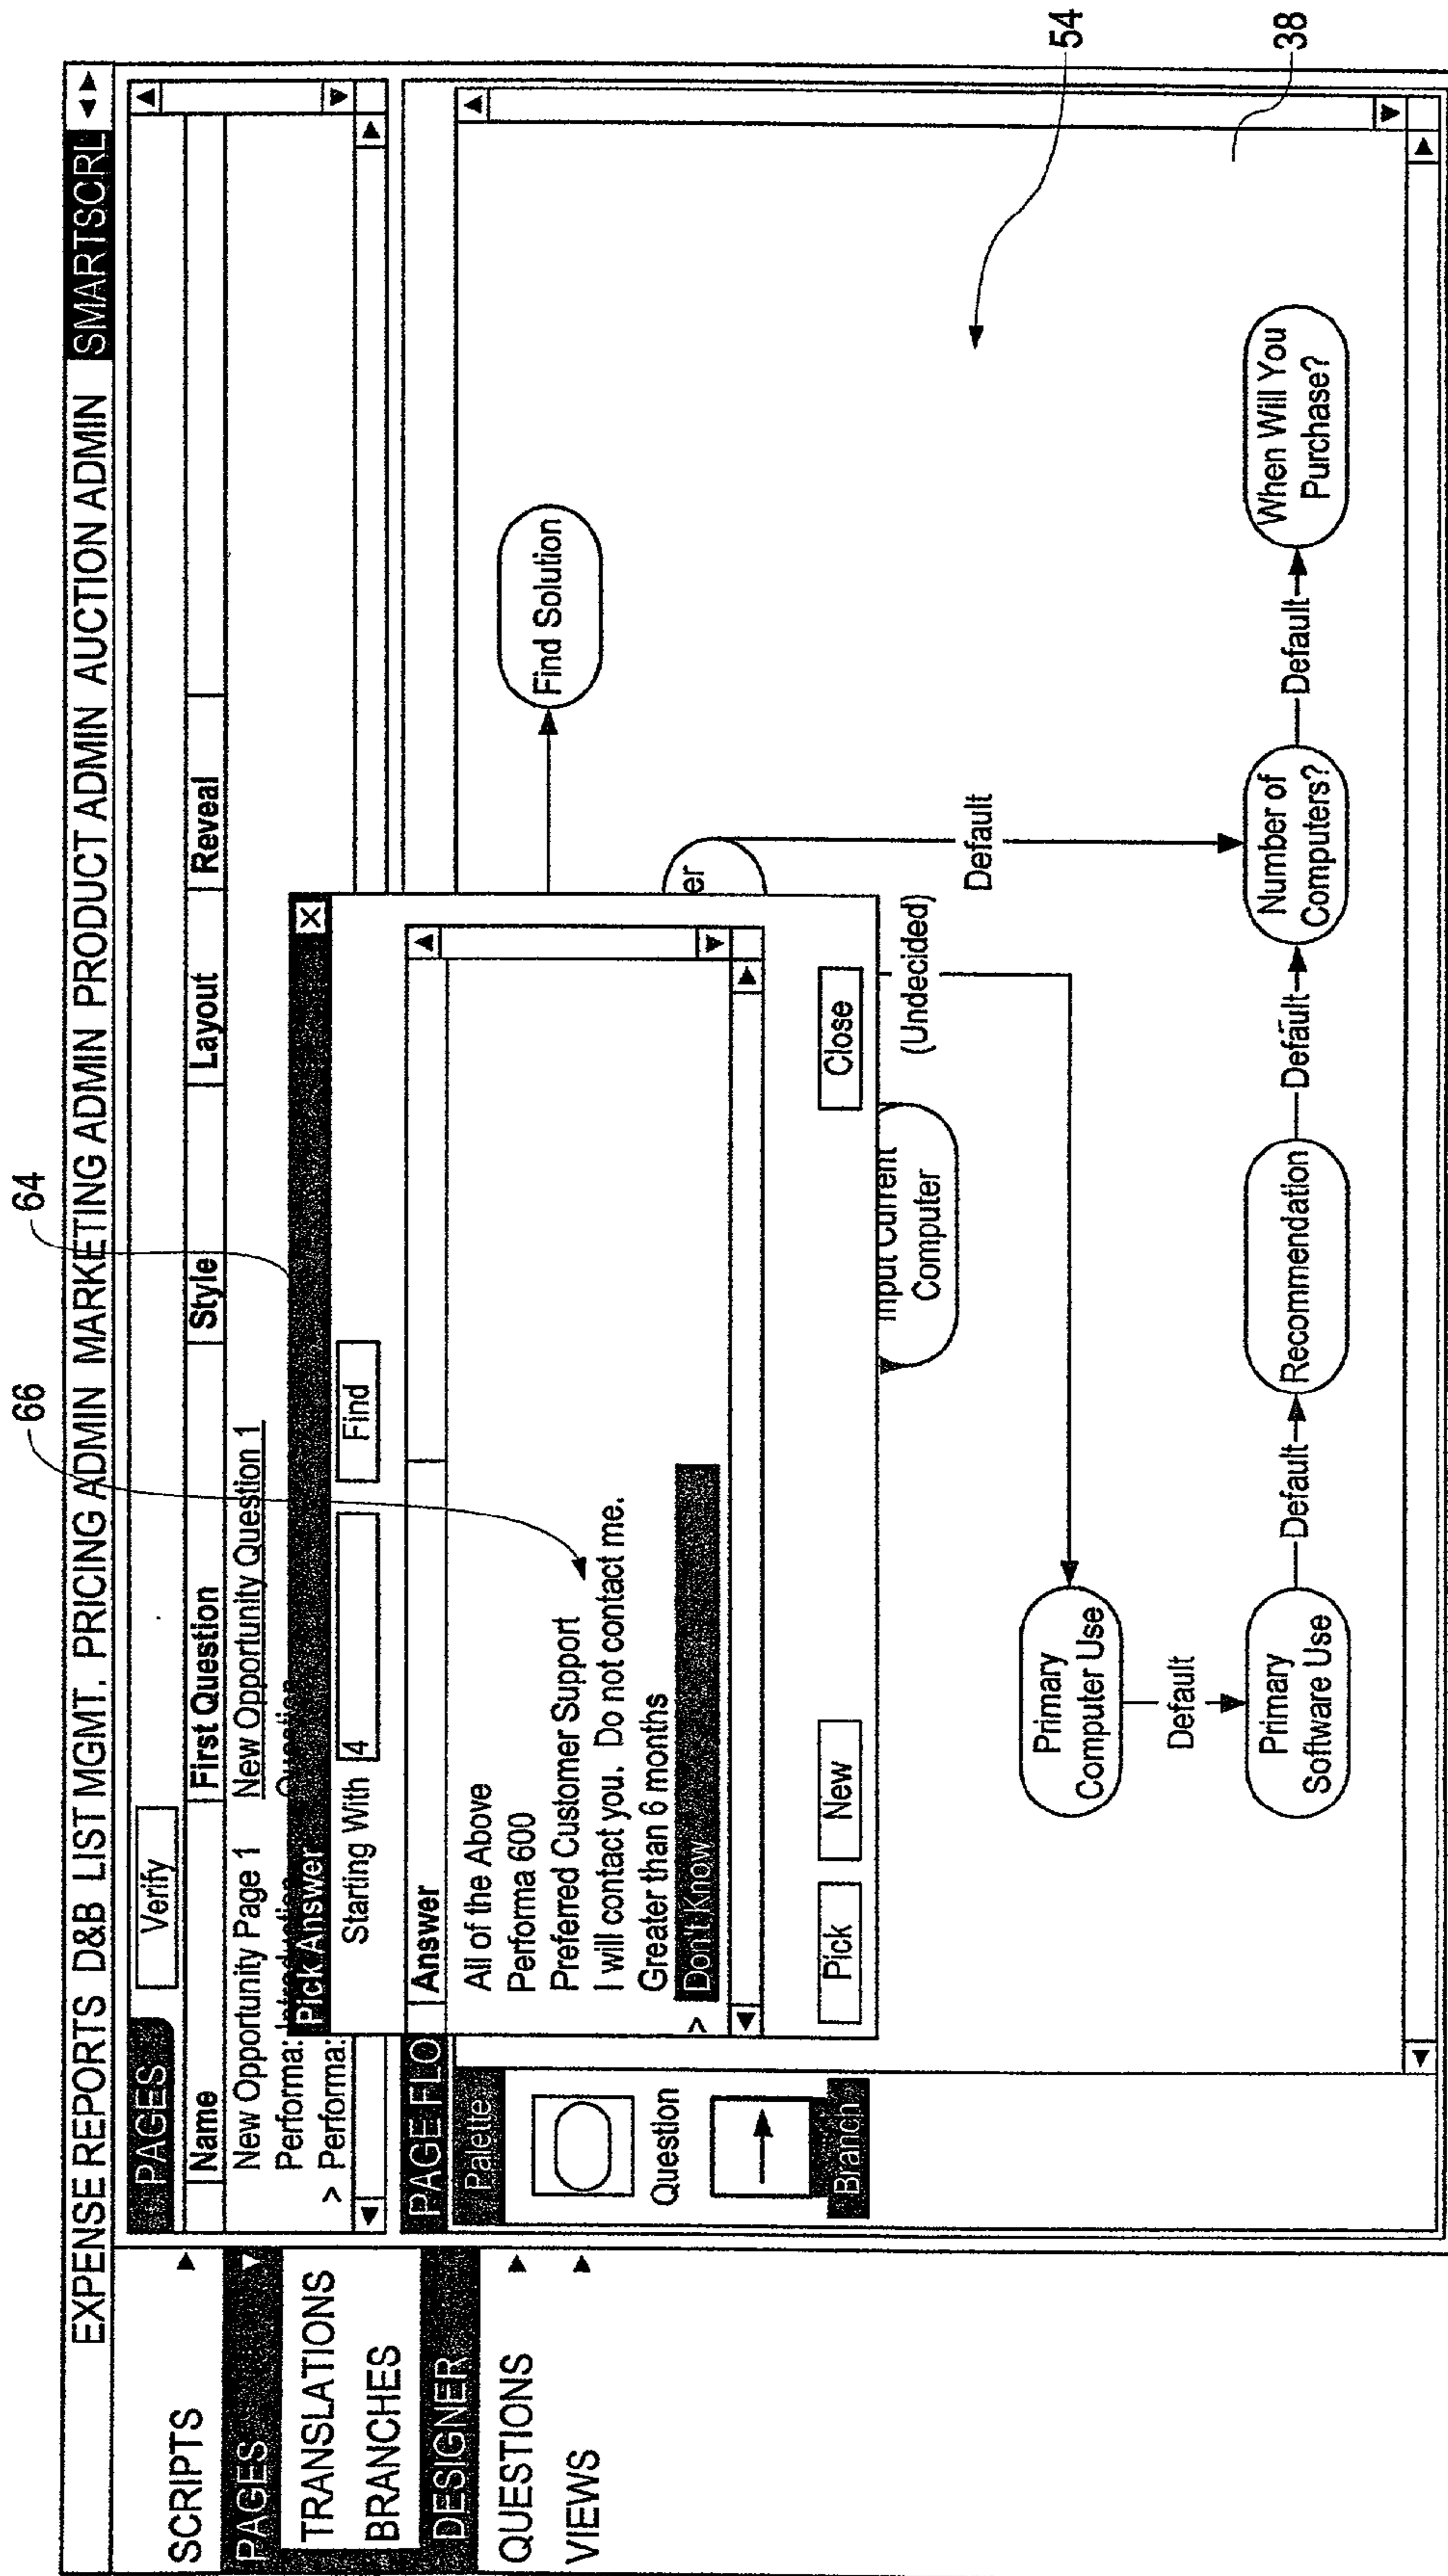 66
64
EXPENSE REPORTS D&B LIST MGMT. PRICING ADMIN MARKETING ADMIN PRODUCT ADMIN AUCTION ADMIN SMARTSCRL
SCRIPTS
PAGES
TRANSLATIONS
BRANCHES
DESIGNER
QUESTIONS
VIEWS
PAGES
Verify
Name First Question Style Layout Reveal
New Opportunity Page 1 New Opportunity Question 1
Performa: Introduction Question
> Performa:
Pick Answer X
Starting With 4 Find
Answer
All of the Above
Performa 600
Preferred Customer Support
I will contact you. Do not contact me.
Greater than 6 months
> Don't Know
Pick New Close
PAGE FLO
Palette
Question
Branch
Find Solution
er
Input Current
Computer
(Undecided)
Default
Primary
Computer Use
Default
Primary
Software Use
Default
Recommendation
Default
Number of
Computers?
Default
When Will You
Purchase?
54
38